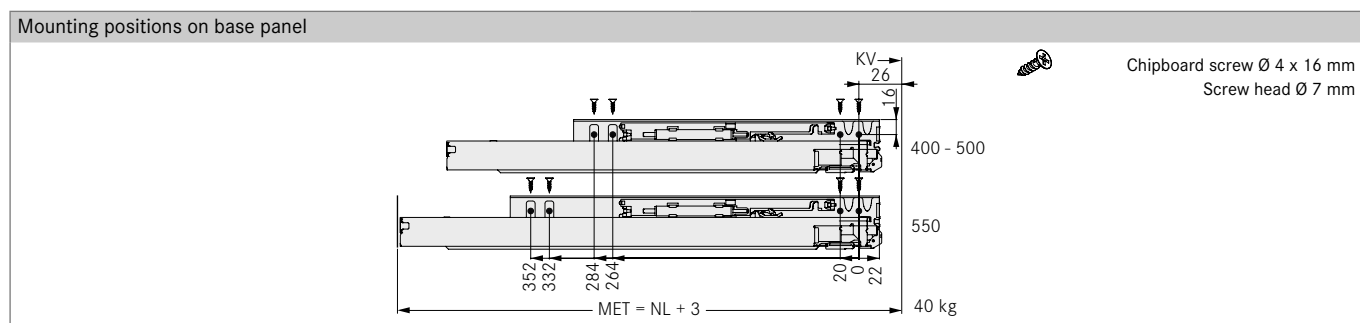 Mounting positions on base panel
KV
26
16
Chipboard screw Ø 4 x 16 mm
Screw head Ø 7 mm
400 - 500
550
352
332
284
264
20
0
22
MET = NL + 3
40 kg